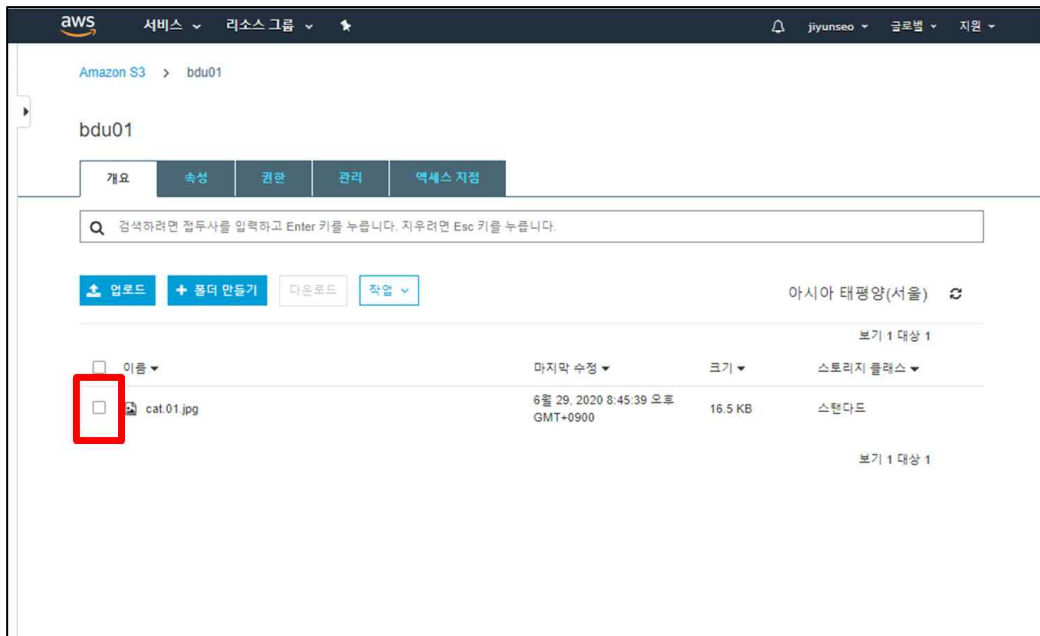 aws 서비스 리소스 그룹 jiyunseo 글로벌 지원
Amazon S3 > bdu01
bdu01
개요 속성 권한 관리 액세스 지점
검색하려면 접두사를 입력하고 Enter 키를 누릅니다. 지우려면 Esc 키를 누릅니다.
업로드 + 폴더 만들기 다운로드 작업 아시아 태평양(서울)
보기 1 대상 1
이름 마지막 수정 크기 스토리지 클래스
cat.01.jpg 6월 29, 2020 8:45:39 오후 16.5 KB 스탠다드
GMT+0900
보기 1 대상 1